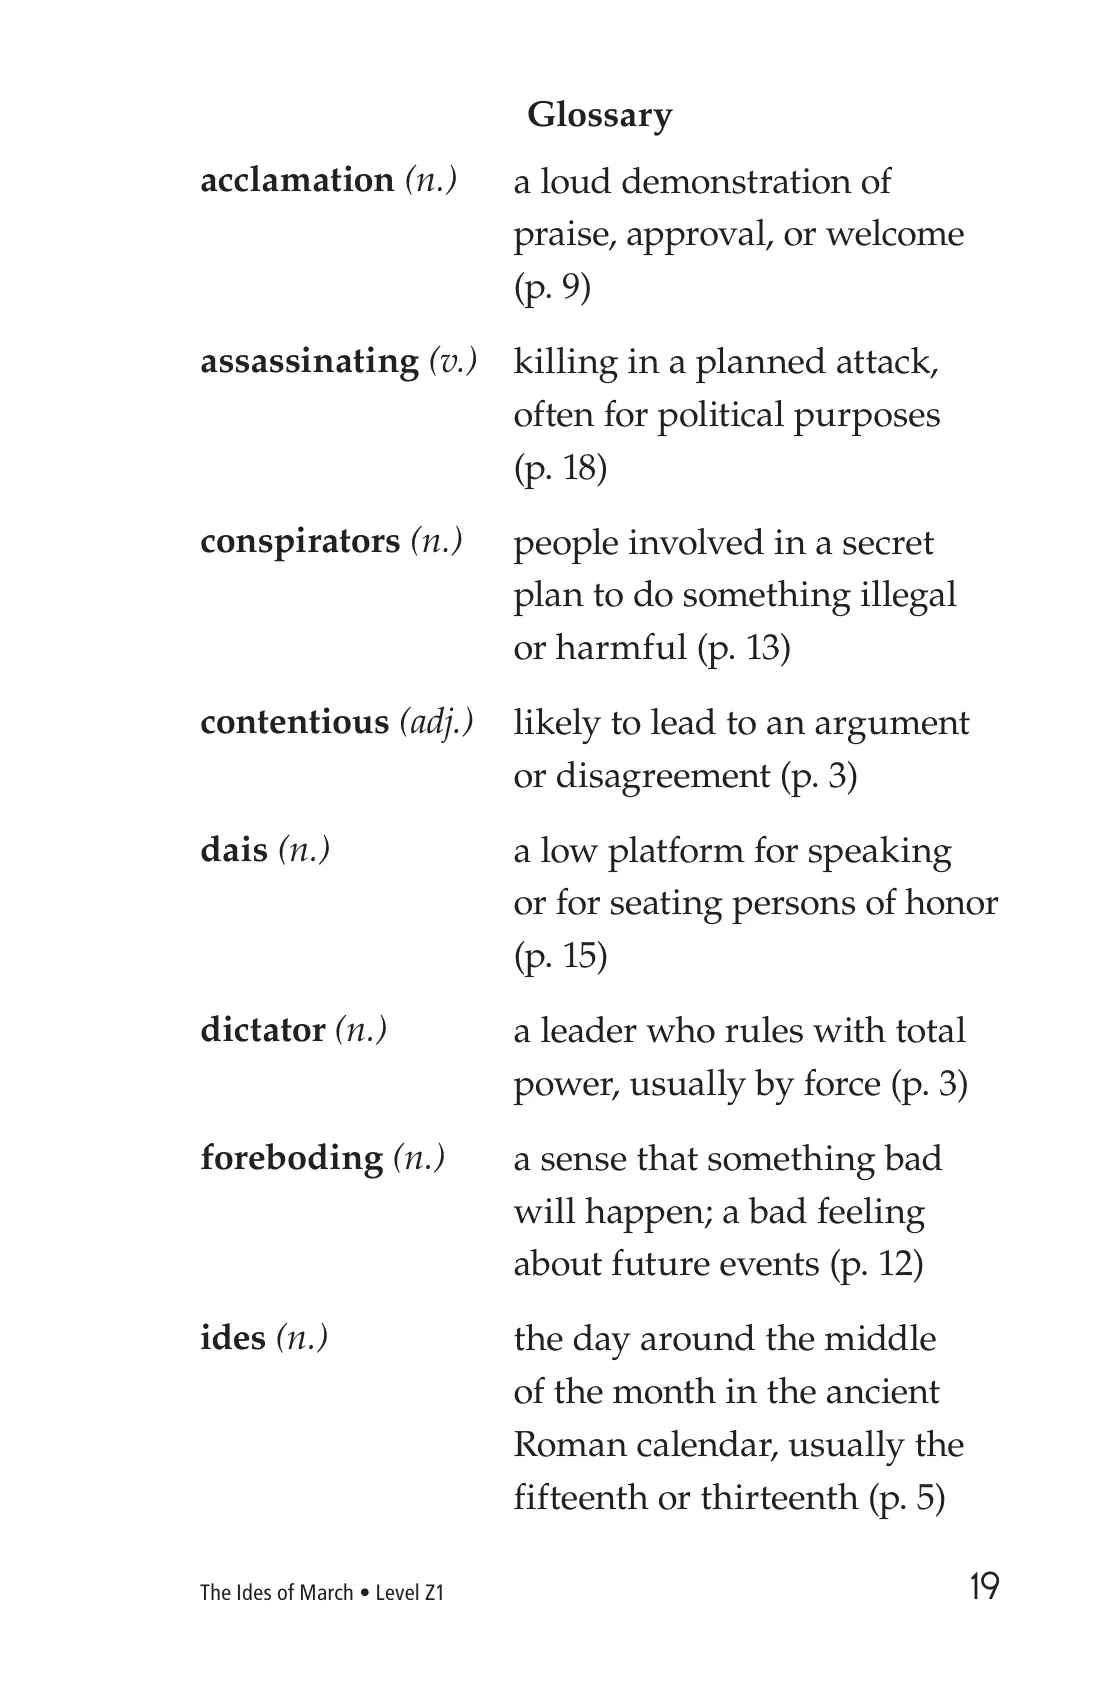 Glossary
acclamation (n.) a loud demonstration of
praise, approval, or welcome
(p. 9)
assassinating (v.) killing in a planned attack,
often for political purposes
(p. 18)
conspirators (n.) people involved in a secret
plan to do something illegal
or harmful (p. 13)
contentious (adj.) likely to lead to an argument
or disagreement (p. 3)
dais (n.) a low platform for speaking
or for seating persons of honor
(p. 15)
dictator (n.) a leader who rules with total
power, usually by force (p. 3)
foreboding (n.) a sense that something bad
will happen; a bad feeling
about future events (p. 12)
ides (n.) the day around the middle
of the month in the ancient
Roman calendar, usually the
fifteenth or thirteenth (p. 5)
The Ides of March • Level Z1 19